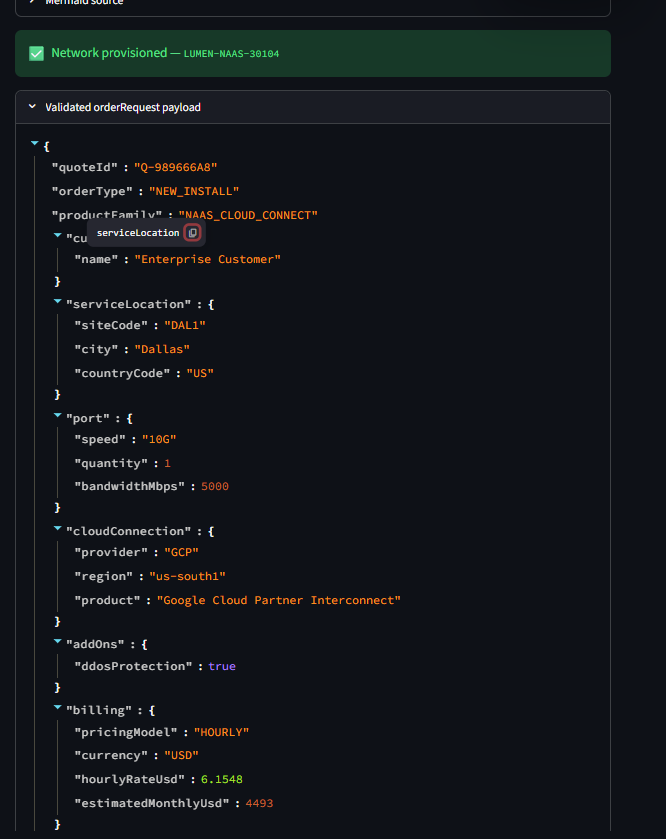 Mermaid source
Network provisioned — LUMEN-NAAS-30104
Validated orderRequest payload
{
"quoteId" : "Q-989666A8"
"orderType" : "NEW_INSTALL"
"productFamily" : "NAAS_CLOUD_CONNECT"
serviceLocation
"cu
"name" : "Enterprise Customer"
}
"serviceLocation" : {
"siteCode" : "DAL1"
"city" : "Dallas"
"countryCode" : "US"
}
"port" : {
"speed" : "10G"
"quantity" : 1
"bandwidthMbps" : 5000
}
"cloudConnection" : {
"provider" : "GCP"
"region" : "us-south1"
"product" : "Google Cloud Partner Interconnect"
}
"addOns" : {
"ddosProtection" : true
}
"billing" : {
"pricingModel" : "HOURLY"
"currency" : "USD"
"hourlyRateUsd" : 6.1548
"estimatedMonthlyUsd" : 4493
}